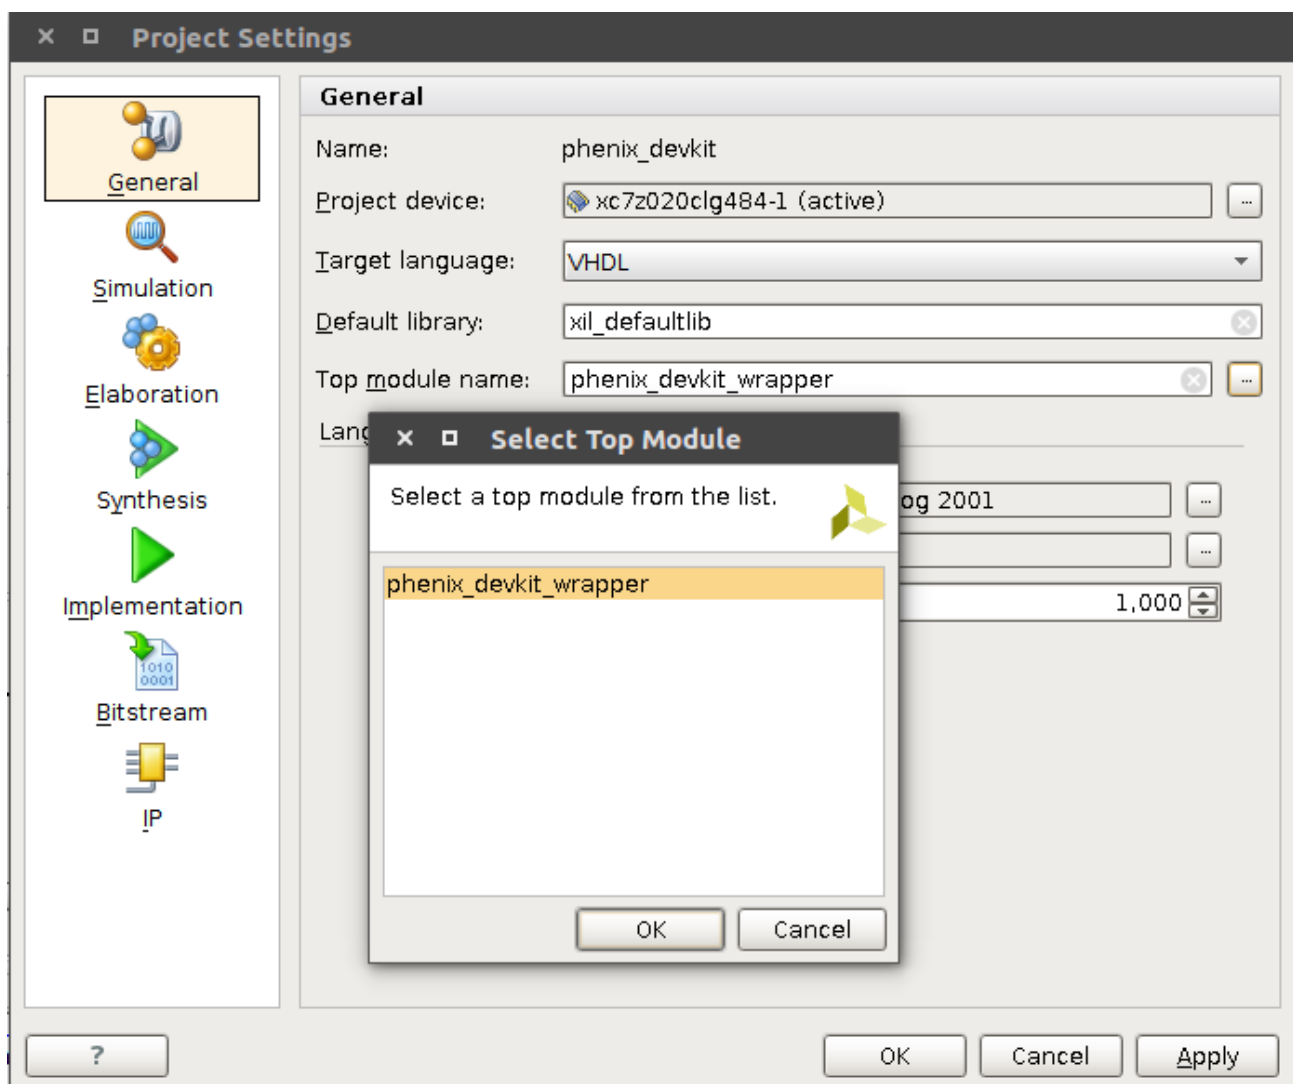 Project Settings
General
General
Name: phenix_devkit
Project device: xc7z020clg484-1 (active) ...
Target language: VHDL
Default library: xil_defaultlib
Top module name: phenix_devkit_wrapper ...
Simulation
Elaboration
Synthesis
Implementation
Bitstream
1010
0001
IP
Lang
og 2001 ...
...
1,000
Select Top Module
Select a top module from the list.
phenix_devkit_wrapper
OK Cancel
? OK Cancel Apply